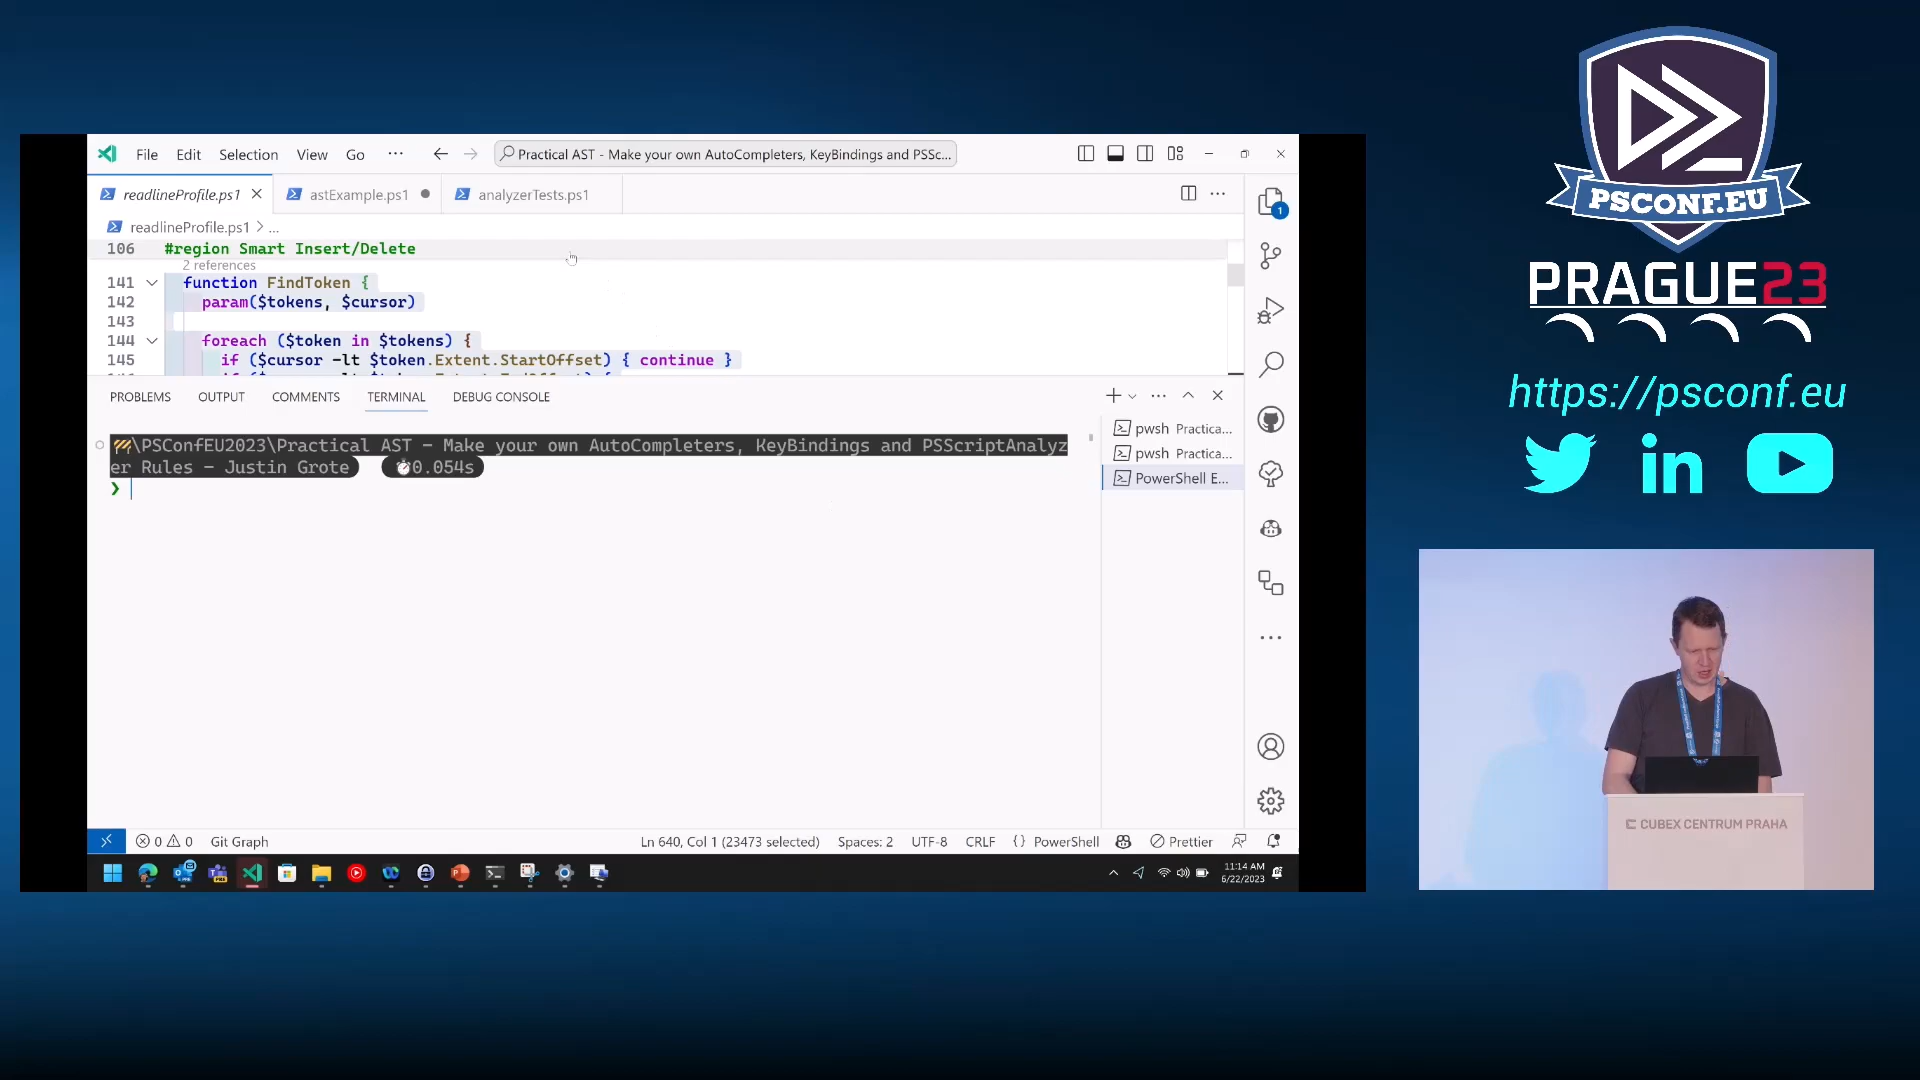 File Edit Selection View Go ··· Practical AST - Make your own AutoCompleters, KeyBindings and PSSc...
readlineProfile.ps1 astExample.ps1 analyzerTests.ps1
readlineProfile.ps1 > ...
106 #region Smart Insert/Delete
2 references
141 function FindToken {
142 param($tokens, $cursor)
143
144 foreach ($token in $tokens) {
145 if ($cursor -lt $token.Extent.StartOffset) { continue }
PROBLEMS OUTPUT COMMENTS TERMINAL DEBUG CONSOLE
\PSConfEU2023\Practical AST - Make your own AutoCompleters, KeyBindings and PSScriptAnalyz
er Rules - Justin Grote 0.054s
❯
pwsh Practica...
pwsh Practica...
PowerShell E...
1
0 0 Git Graph Ln 640, Col 1 (23473 selected) Spaces: 2 UTF-8 CRLF {} PowerShell Prettier
11:14 AM
6/22/2023
PSCONF.EU
PRAGUE23
https://psconf.eu
in
CUBEX CENTRUM PRAHA